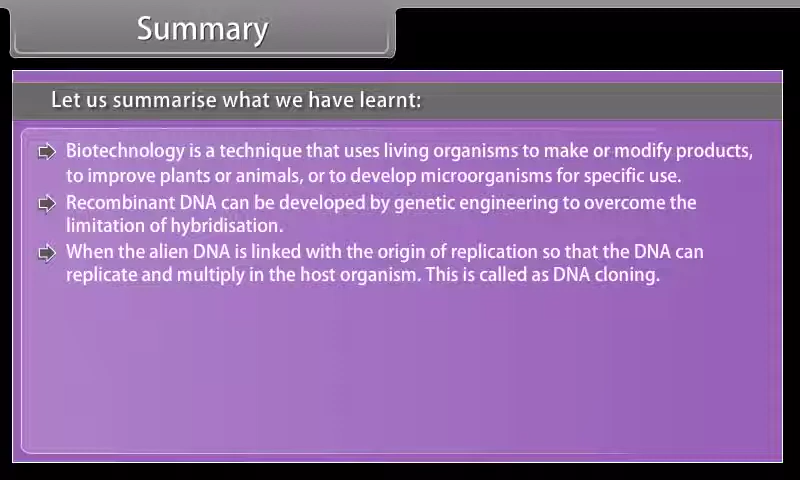 Summary
Let us summarise what we have learnt:
Biotechnology is a technique that uses living organisms to make or modify products,
to improve plants or animals, or to develop microorganisms for specific use.
Recombinant DNA can be developed by genetic engineering to overcome the
limitation of hybridisation.
When the alien DNA is linked with the origin of replication so that the DNA can
replicate and multiply in the host organism. This is called as DNA cloning.